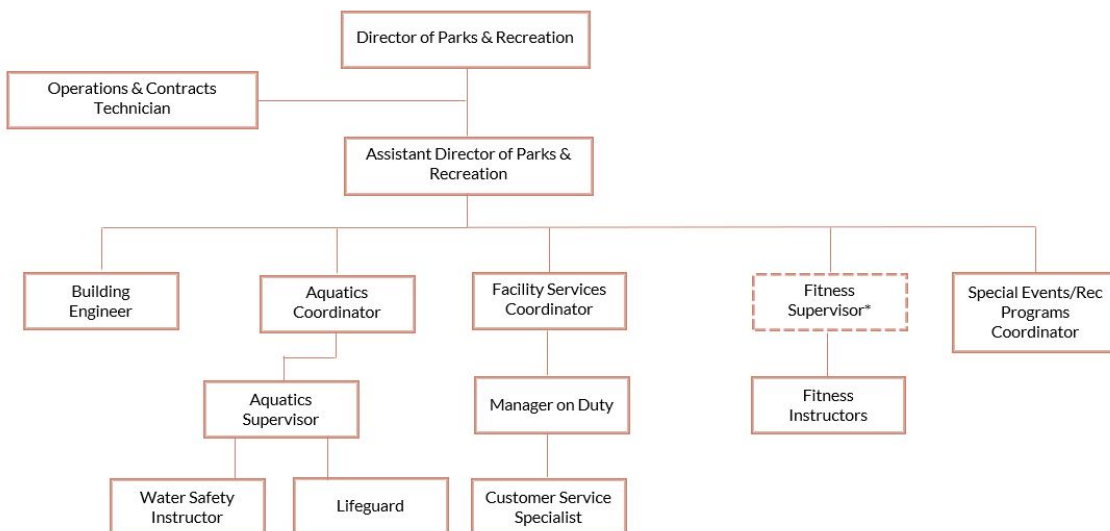 Director of Parks & Recreation
Operations & Contracts
Technician
Assistant Director of Parks &
Recreation
Building
Engineer
Aquatics
Coordinator
Facility Services
Coordinator
Fitness
Supervisor*
Special Events/Rec
Programs
Coordinator
Aquatics
Supervisor
Manager on Duty
Fitness
Instructors
Water Safety
Instructor
Lifeguard
Customer Service
Specialist